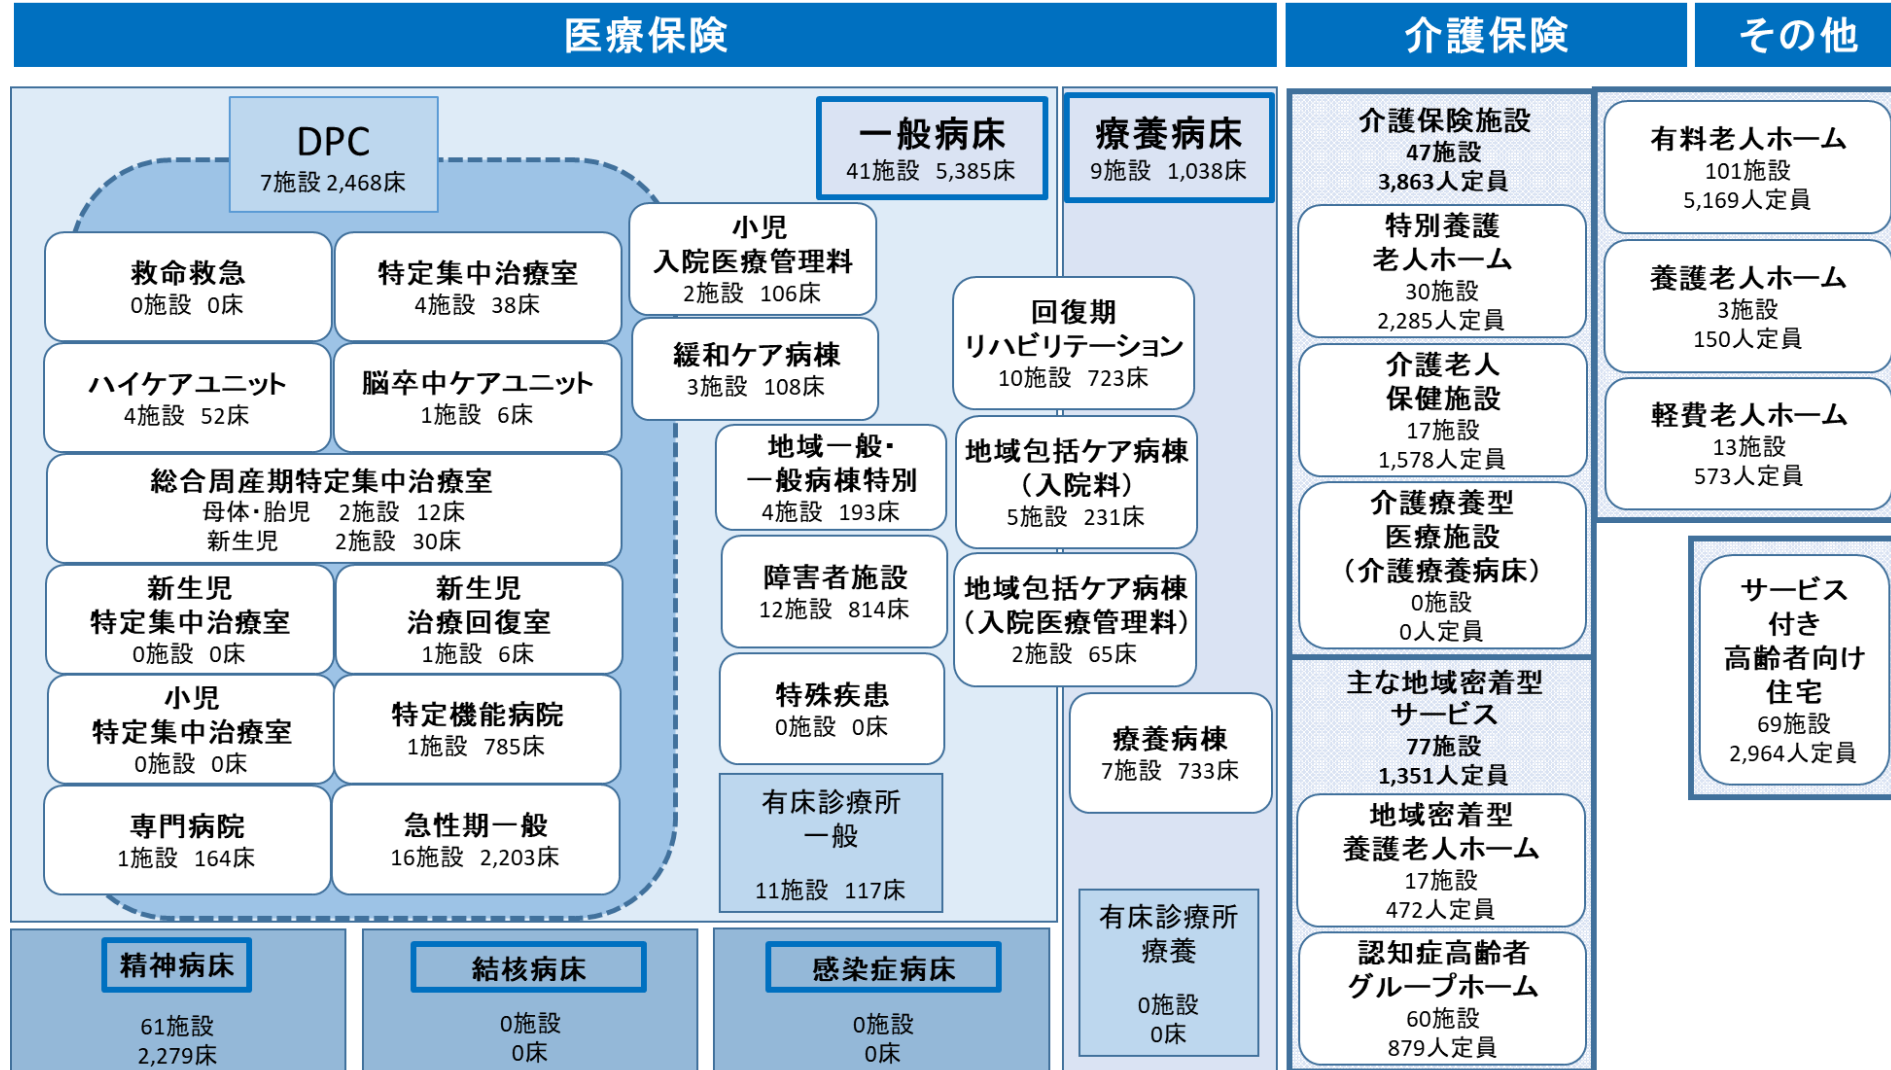 医療保険
介護保険
その他
DPC
7施設 2,468床
一般病床
41施設 5,385床
療養病床
9施設 1,038床
救命救急
0施設 0床
特定集中治療室
4施設 38床
ハイケアユニット
4施設 52床
脳卒中ケアユニット
1施設 6床
総合周産期特定集中治療室
母体・胎児 2施設 12床
新生児 2施設 30床
新生児
特定集中治療室
0施設 0床
新生児
治療回復室
1施設 6床
小児
特定集中治療室
0施設 0床
特定機能病院
1施設 785床
専門病院
1施設 164床
急性期一般
16施設 2,203床
小児
入院医療管理料
2施設 106床
緩和ケア病棟
3施設 108床
地域一般・
一般病棟特別
4施設 193床
障害者施設
12施設 814床
特殊疾患
0施設 0床
有床診療所
一般
11施設 117床
回復期
リハビリテーション
10施設 723床
地域包括ケア病棟
（入院料）
5施設 231床
地域包括ケア病棟
（入院医療管理料）
2施設 65床
療養病棟
7施設 733床
有床診療所
療養
0施設
0床
精神病床
61施設
2,279床
結核病床
0施設
0床
感染症病床
0施設
0床
介護保険施設
47施設
3,863人定員
特別養護
老人ホーム
30施設
2,285人定員
介護老人
保健施設
17施設
1,578人定員
介護療養型
医療施設
（介護療養病床）
0施設
0人定員
主な地域密着型
サービス
77施設
1,351人定員
地域密着型
養護老人ホーム
17施設
472人定員
認知症高齢者
グループホーム
60施設
879人定員
有料老人ホーム
101施設
5,169人定員
養護老人ホーム
3施設
150人定員
軽費老人ホーム
13施設
573人定員
サービス
付き
高齢者向け
住宅
69施設
2,964人定員